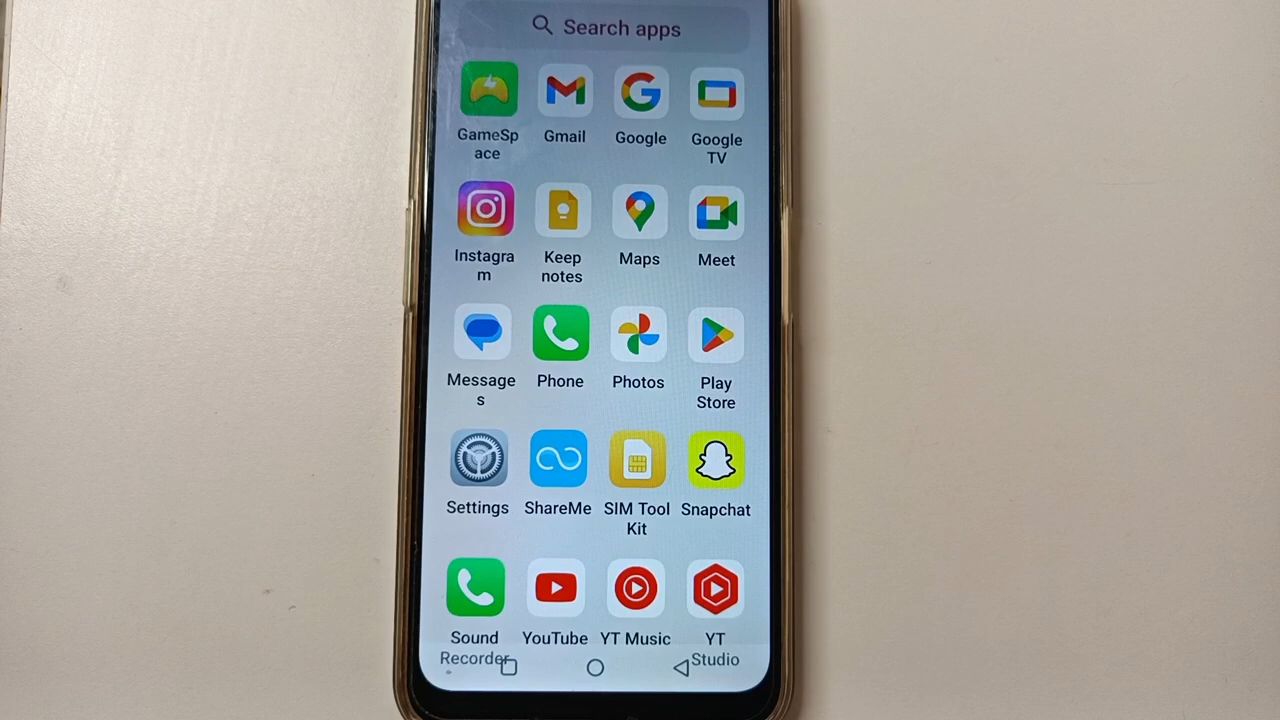 Search apps
GameSp
ace
Gmail
Google
Google
TV
Instagra
m
Keep
notes
Maps
Meet
Message
s
Phone
Photos
Play
Store
Settings
ShareMe
SIM Tool
Kit
Snapchat
Sound
Recorder
YouTube
YT Music
YT
Studio